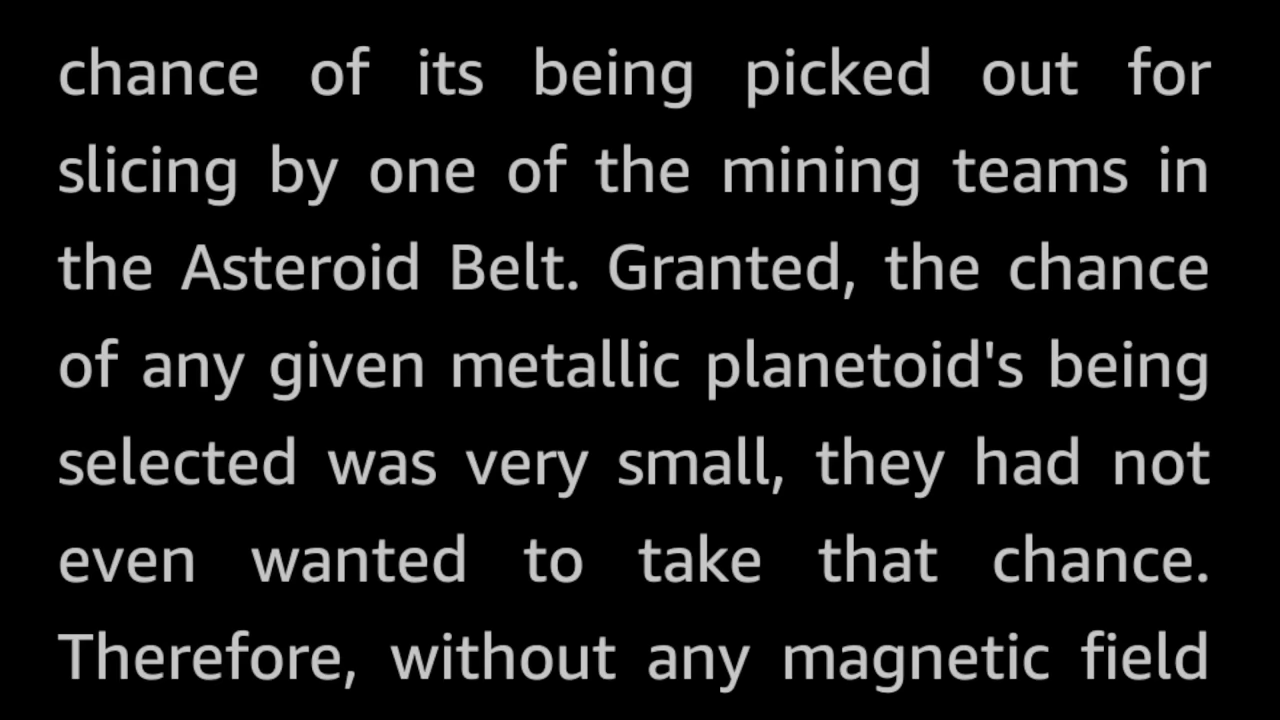 chance of its being picked out for
slicing by one of the mining teams in
the Asteroid Belt. Granted, the chance
of any given metallic planetoid's being
selected was very small, they had not
even wanted to take that chance.
Therefore, without any magnetic field